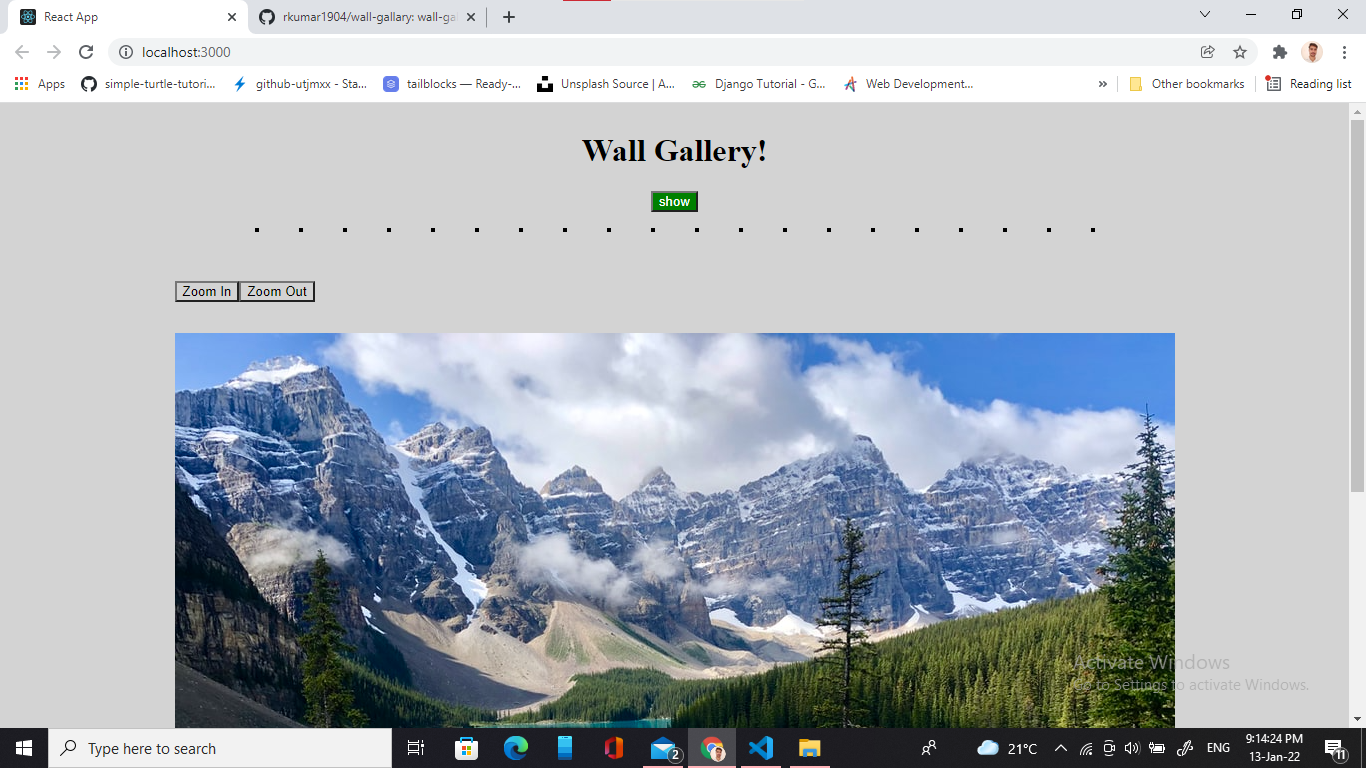 React App
rkumar1904/wall-gallary: wall-ga
localhost:3000
Apps
simple-turtle-tutori...
github-utjmxx - Sta...
tailblocks — Ready-...
Unsplash Source | A...
Django Tutorial - G...
Web Development...
»
Other bookmarks
Reading list
Wall Gallery!
show
Zoom In
Zoom Out
Activate Windows
Go to Settings to activate Windows.
Type here to search
2
21°C
ENG
9:14:24 PM
13-Jan-22
11